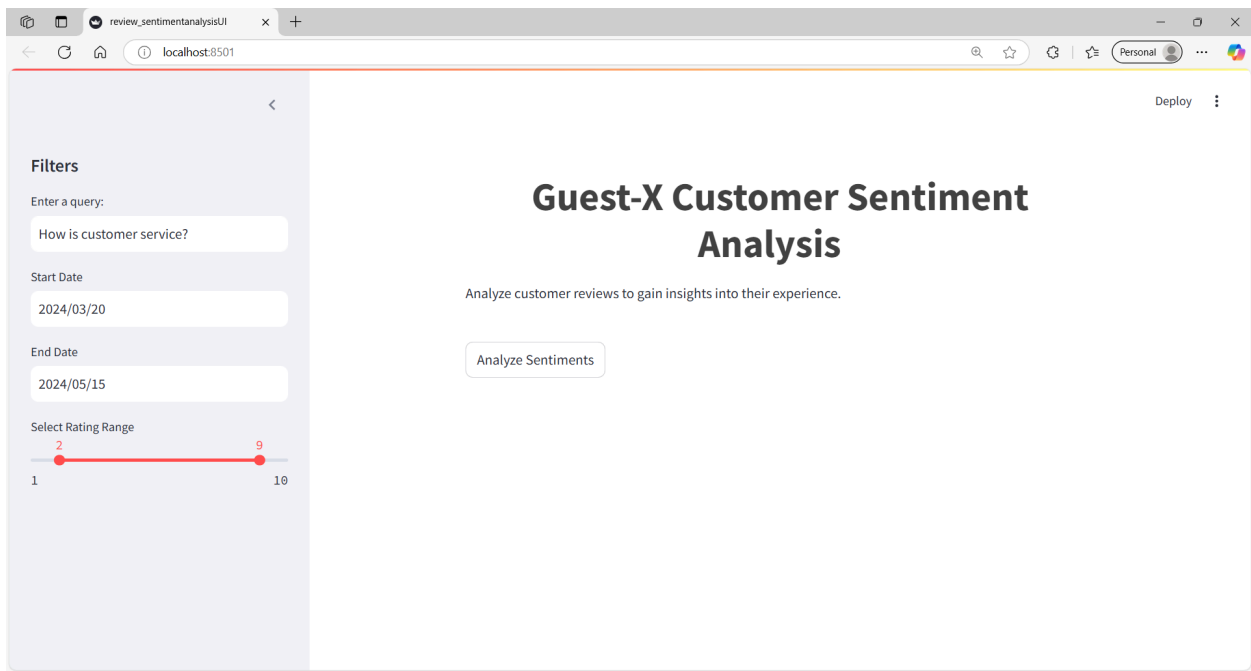 review_sentimentanalysisUI
localhost:8501
Personal
Deploy
Filters
Enter a query:
How is customer service?
Start Date
2024/03/20
End Date
2024/05/15
Select Rating Range
2 9
1 10
Guest-X Customer Sentiment
Analysis
Analyze customer reviews to gain insights into their experience.
Analyze Sentiments